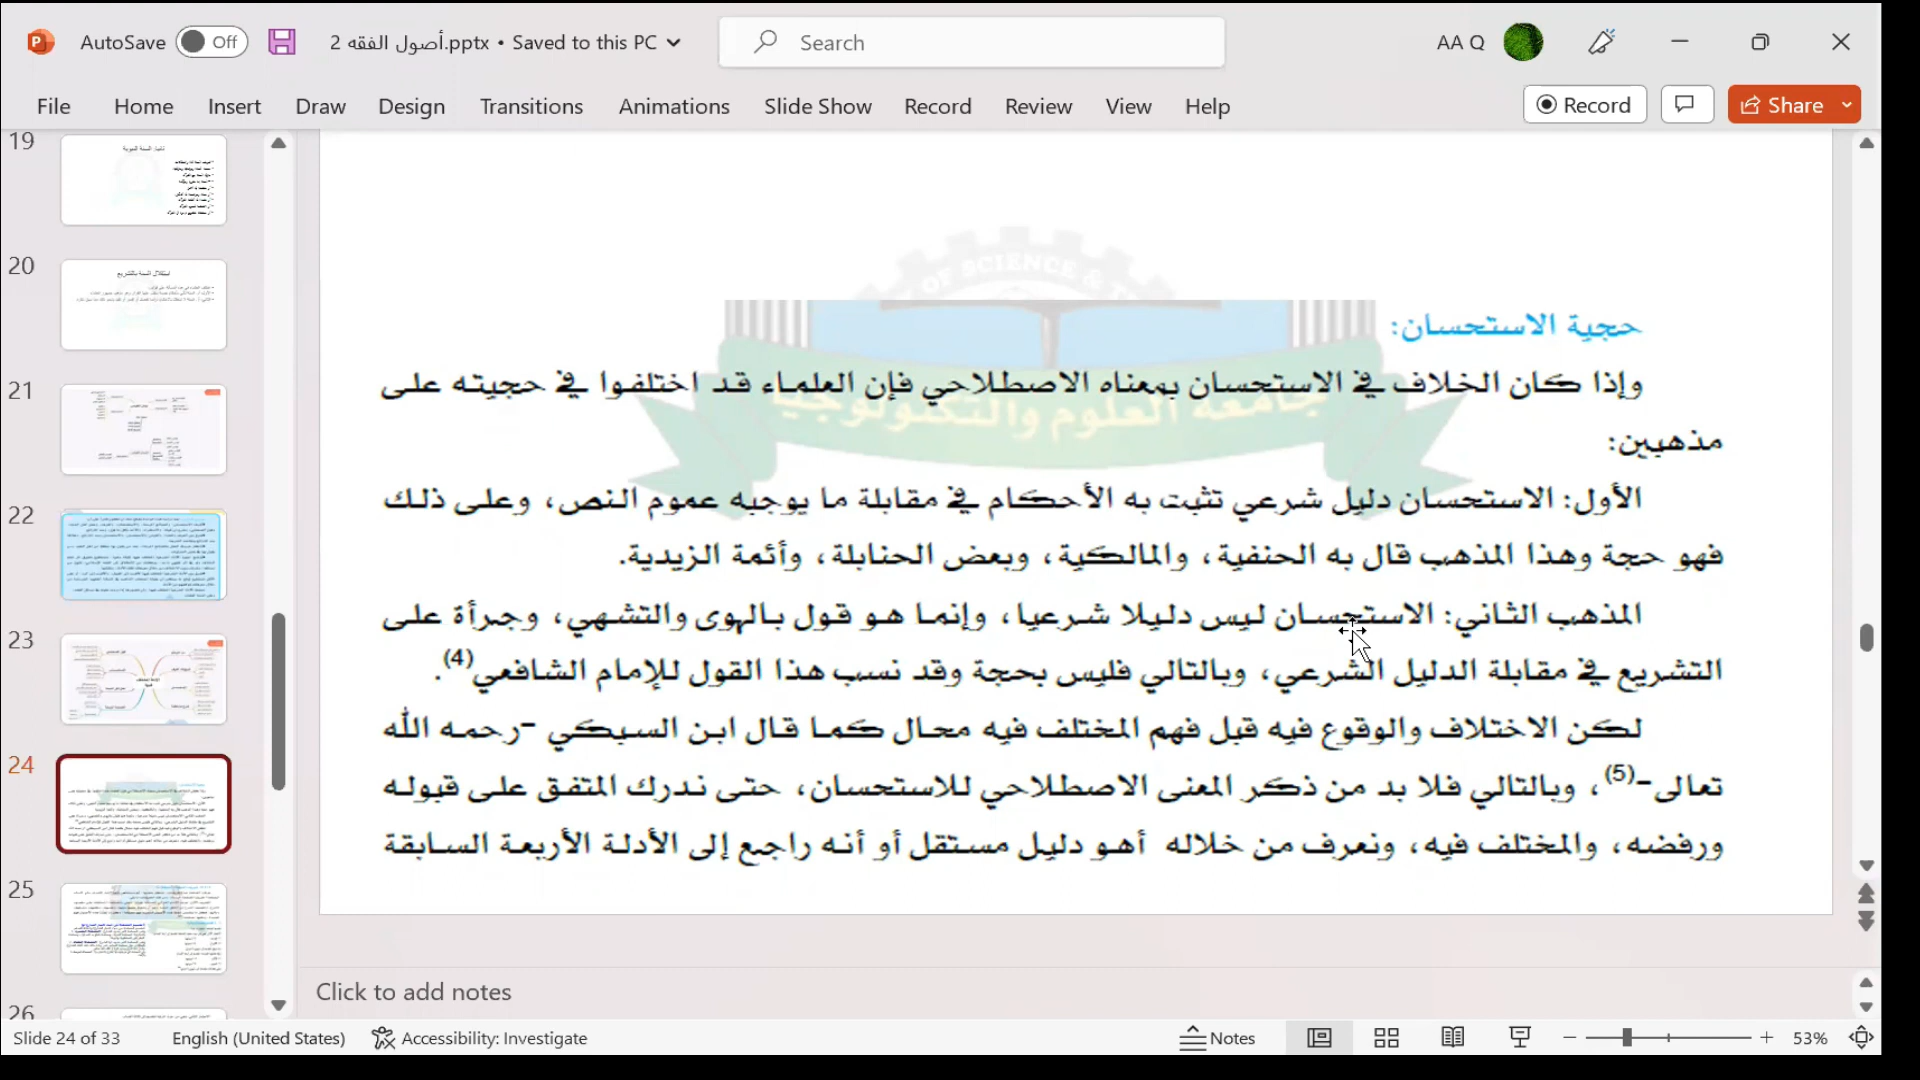 AutoSave Off أصول الفقه 2.pptx • Saved to this PC Search AA Q
File Home Insert Draw Design Transitions Animations Slide Show Record Review View Help Record Share
19
20
استقلال السنة بالتشريع
21
22
23
24
25
26
OF SCIENCE & T
جامعة العلوم والتكنولوجيا
حجية الاستحسان:
وإذا كان الخلاف في الاستحسان بمعناه الاصطلاحي فإن العلماء قد اختلفوا في حجيته على
مذهبين:
الأول: الاستحسان دليل شرعي تثبت به الأحكام في مقابلة ما يوجبه عموم النص، وعلى ذلك
فهو حجة وهذا المذهب قال به الحنفية، والمالكية، وبعض الحنابلة، وأئمة الزيدية.
المذهب الثاني: الاستحسان ليس دليلا شرعيا، وإنما هو قول بالهوى والتشهي، وجرأة على
التشريع في مقابلة الدليل الشرعي، وبالتالي فليس بحجة وقد نسب هذا القول للإمام الشافعي(4).
لكن الاختلاف والوقوع فيه قبل فهم المختلف فيه محال كما قال ابن السبكي -رحمه الله
تعالى-(5)، وبالتالي فلا بد من ذكر المعنى الاصطلاحي للاستحسان، حتى ندرك المتفق على قبوله
ورفضه، والمختلف فيه، ونعرف من خلاله أهو دليل مستقل أو أنه راجع إلى الأدلة الأربعة السابقة
Click to add notes
Slide 24 of 33 English (United States) Accessibility: Investigate Notes 53%